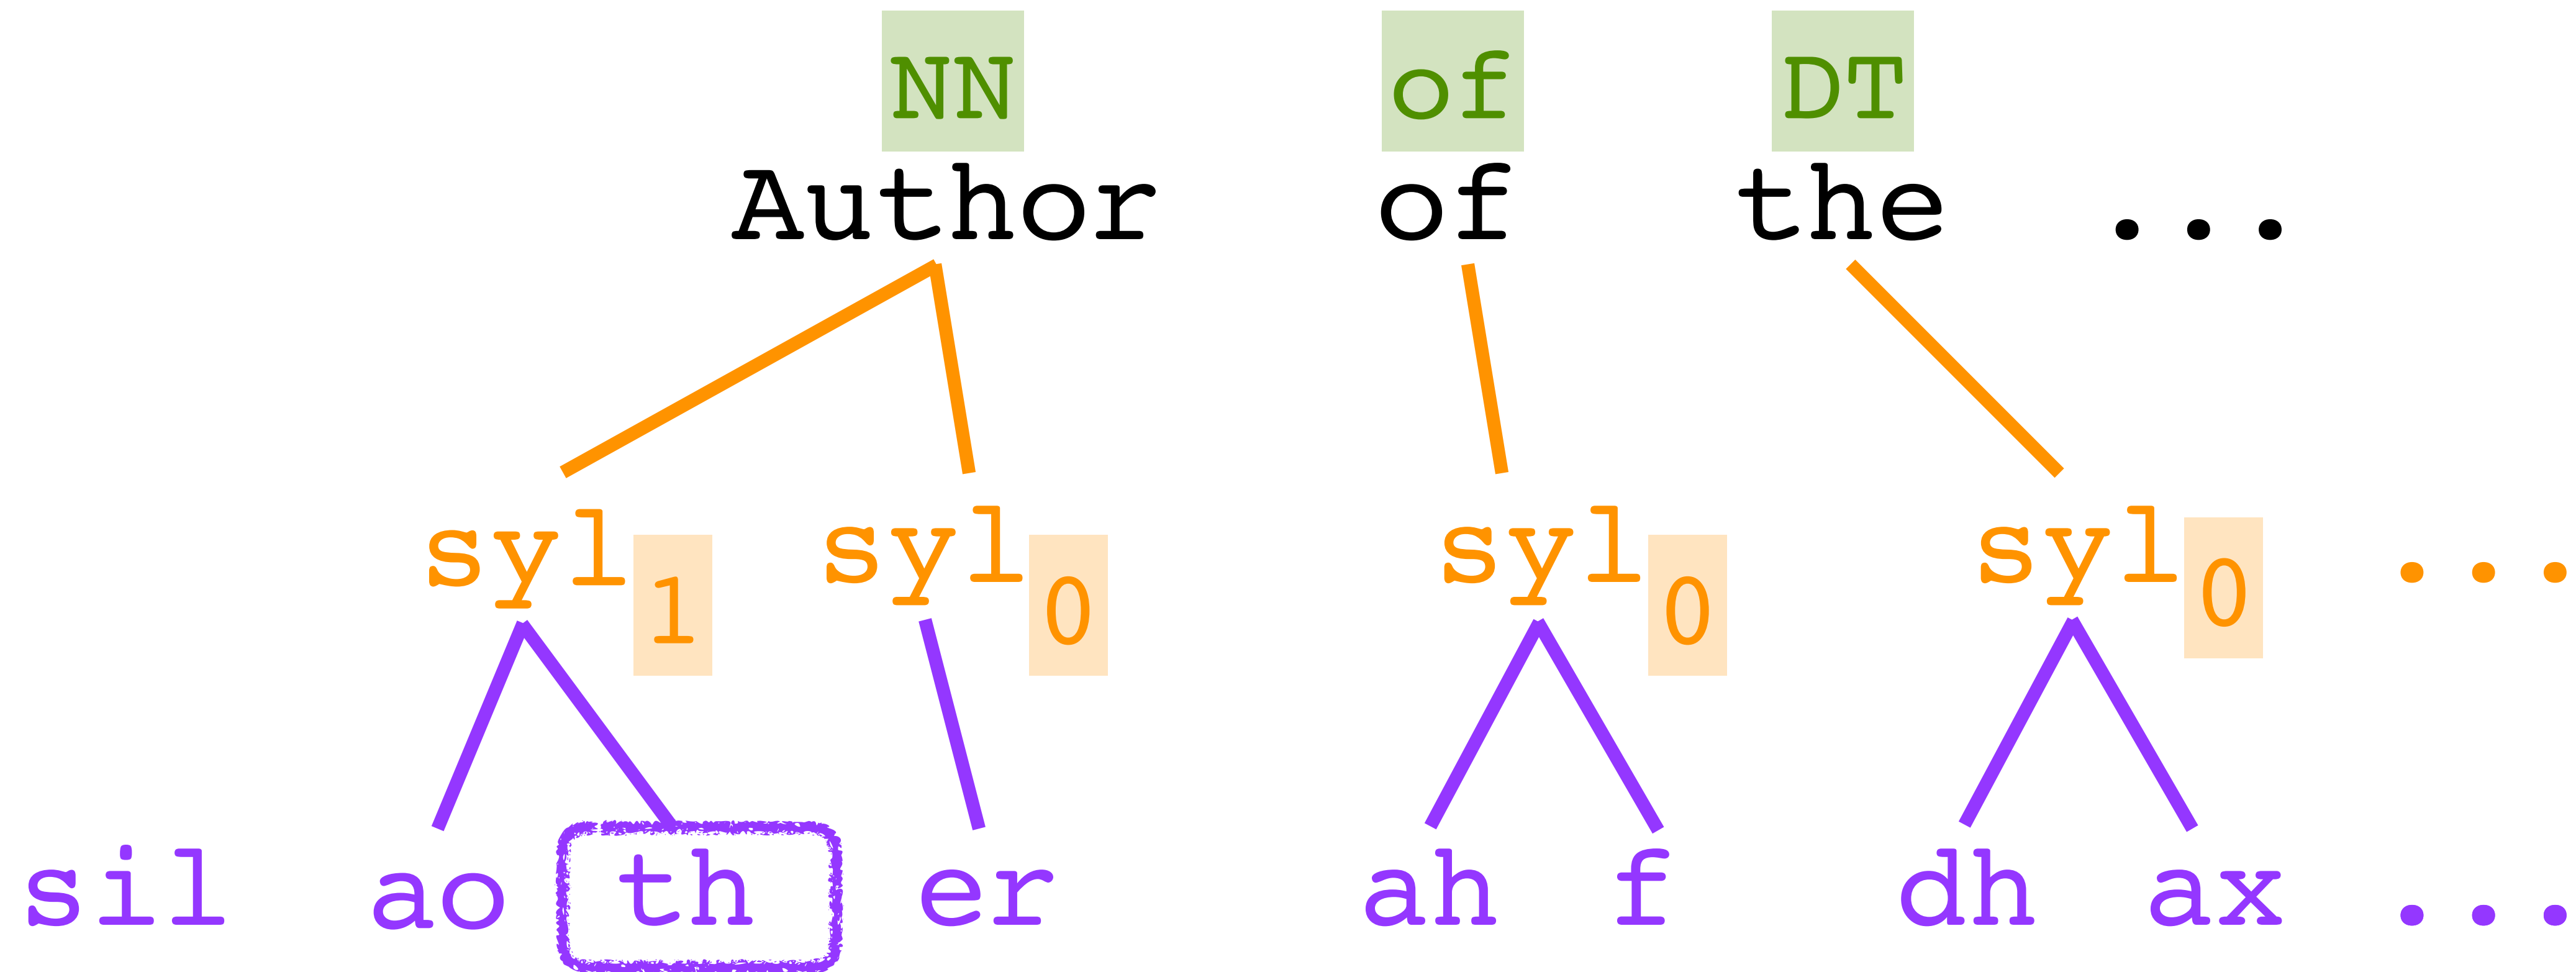 NN of DT
Author of the ...
syl1 syl0 syl0 syl0 ...
sil ao th er ah f dh ax ...